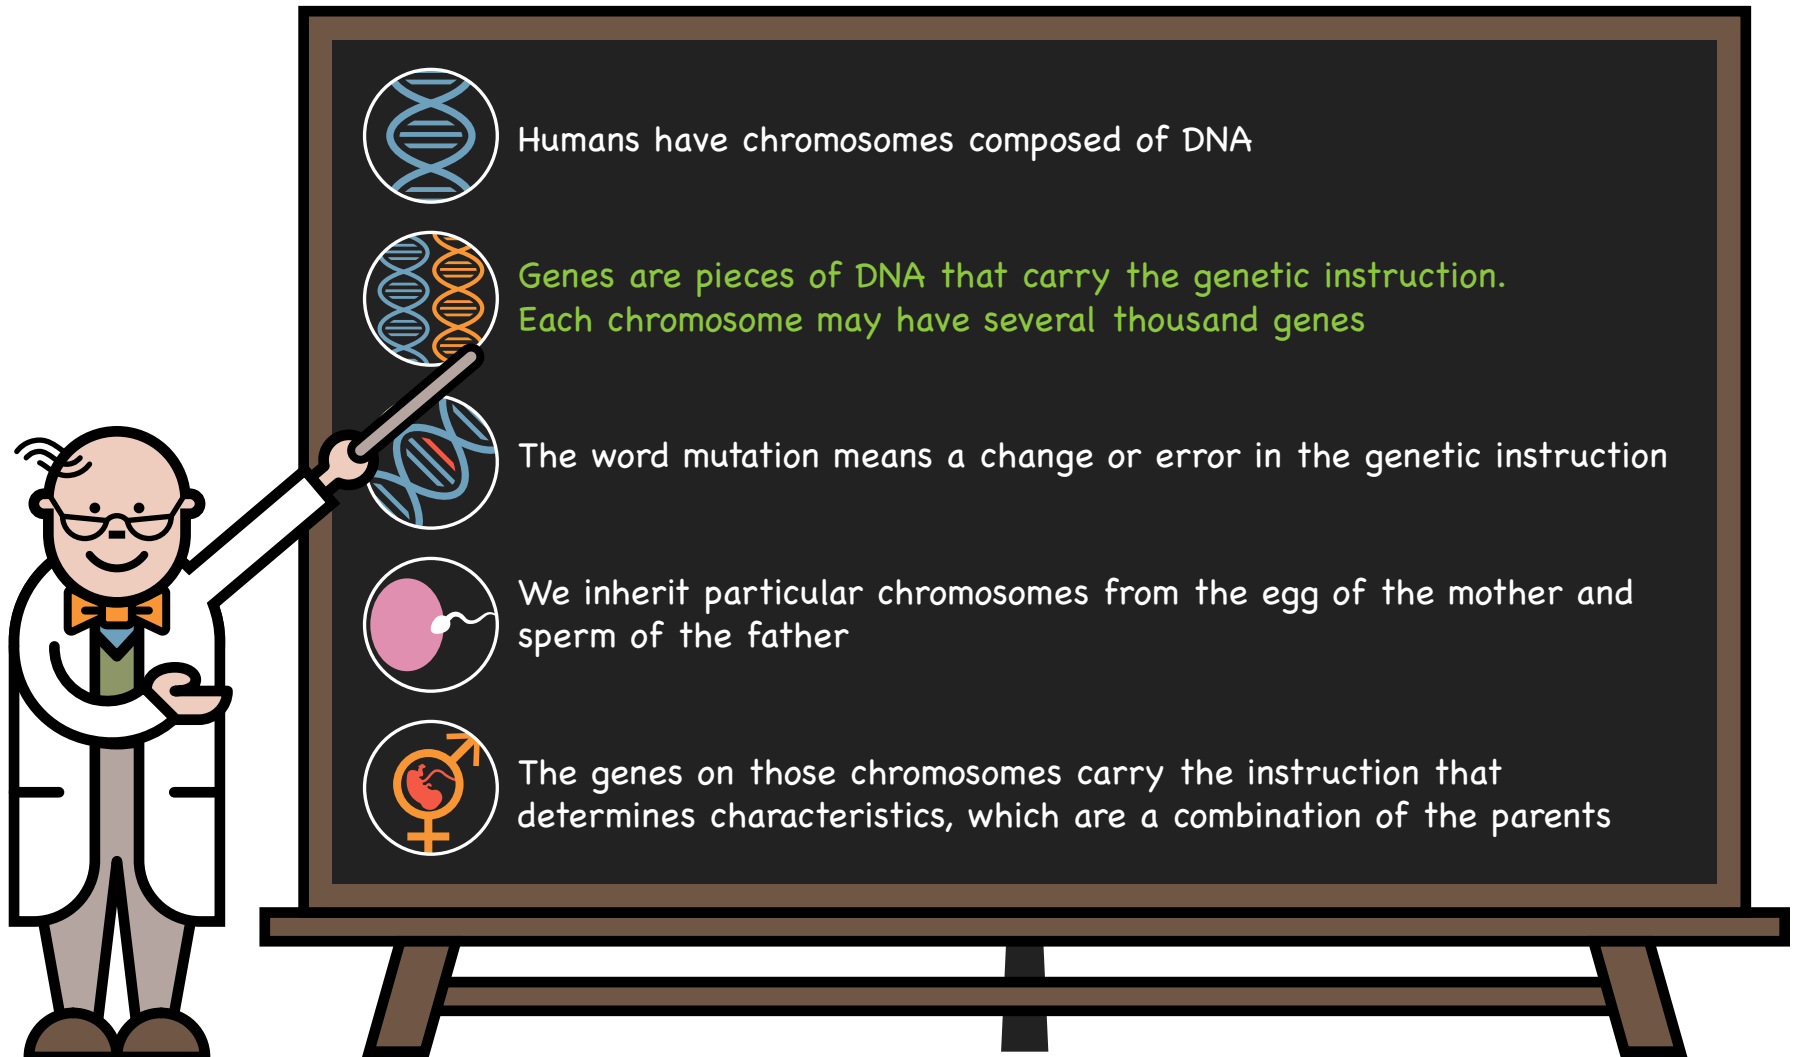 Humans have chromosomes composed of DNA
Genes are pieces of DNA that carry the genetic instruction.
Each chromosome may have several thousand genes
The word mutation means a change or error in the genetic instruction
We inherit particular chromosomes from the egg of the mother and
sperm of the father
The genes on those chromosomes carry the instruction that
determines characteristics, which are a combination of the parents